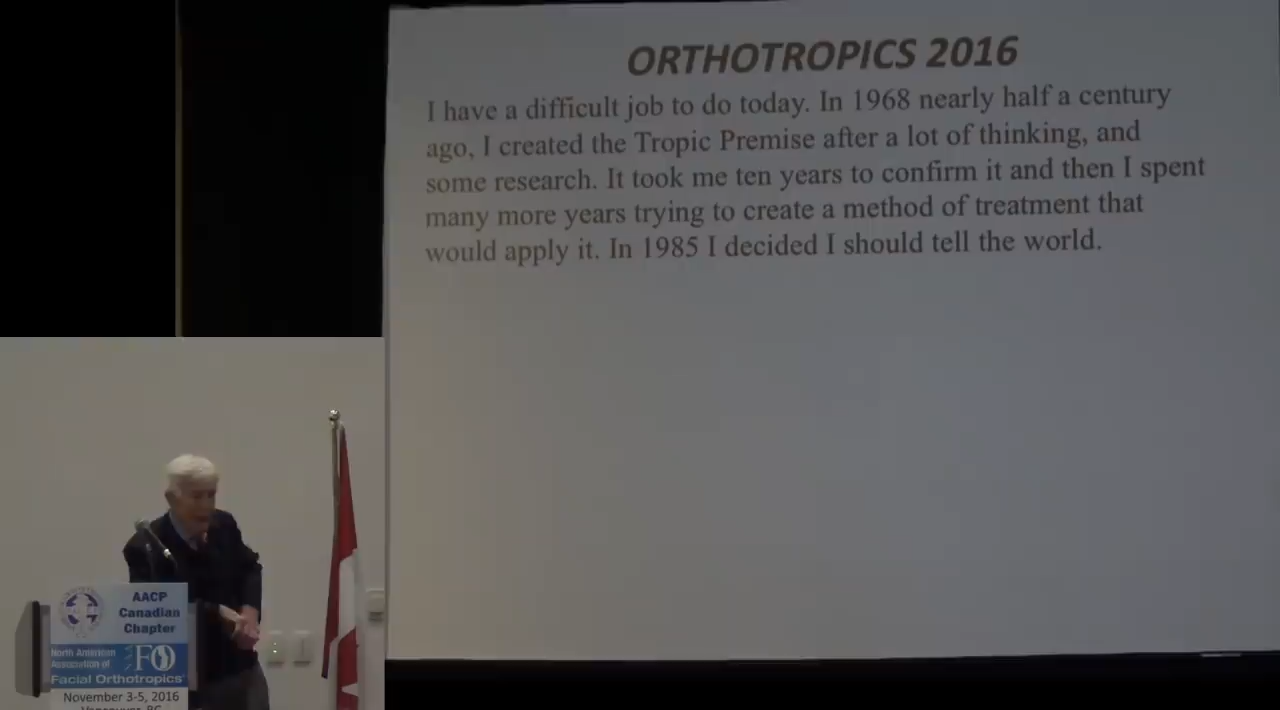 ORTHOTROPICS 2016
I have a difficult job to do today. In 1968 nearly half a century
ago, I created the Tropic Premise after a lot of thinking, and
some research. It took me ten years to confirm it and then I spent
many more years trying to create a method of treatment that
would apply it. In 1985 I decided I should tell the world.
AACP
Canadian
Chapter
North American
Association of
FO
Facial Orthotropics
November 3-5, 2016
Vancouver, BC